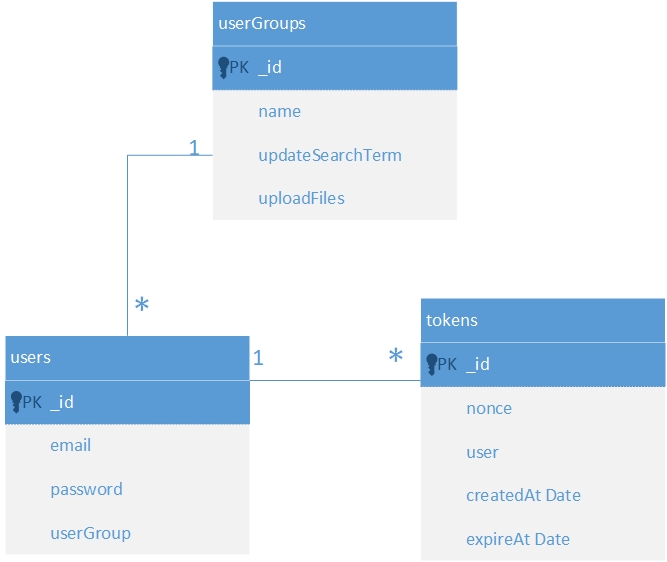 userGroups
PK _id
name
updateSearchTerm
uploadFiles
1
*
users
PK _id
email
password
userGroup
1
*
tokens
PK _id
nonce
user
createdAt Date
expireAt Date